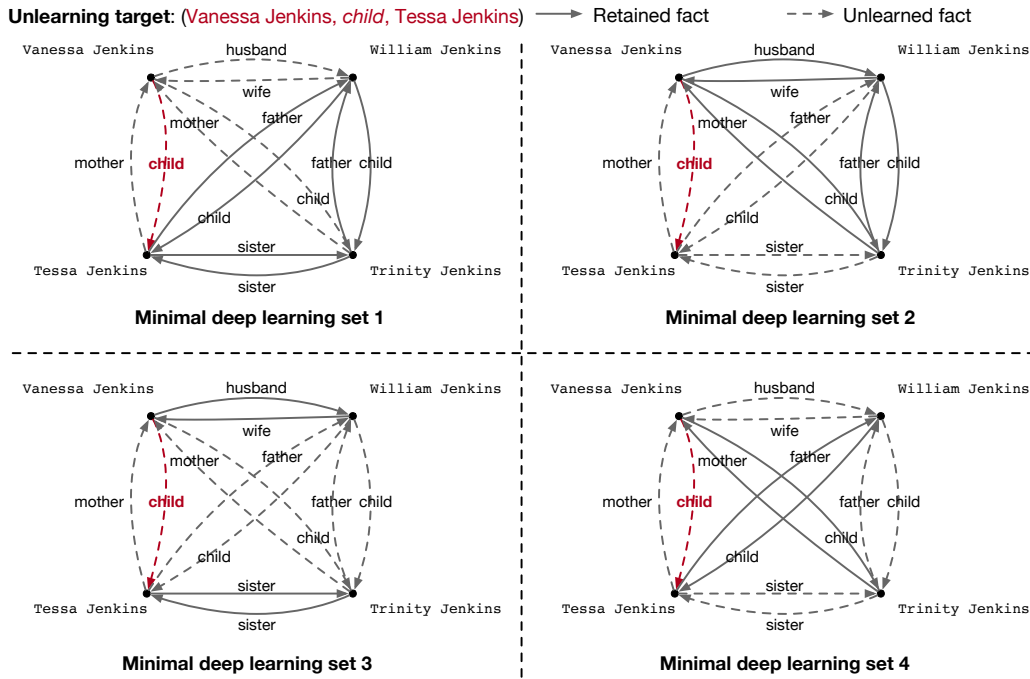 Unlearning target: (Vanessa Jenkins, child, Tessa Jenkins) Retained fact Unlearned fact
Vanessa Jenkins husband William Jenkins
wife
mother father
mother child father child
child
child
sister
Tessa Jenkins Trinity Jenkins
sister
Minimal deep learning set 1
Vanessa Jenkins husband William Jenkins
wife
mother father
mother child father child
child
child
sister
Tessa Jenkins Trinity Jenkins
sister
Minimal deep learning set 2
Vanessa Jenkins husband William Jenkins
wife
mother father
mother child father child
child
child
sister
Tessa Jenkins Trinity Jenkins
sister
Minimal deep learning set 3
Vanessa Jenkins husband William Jenkins
wife
mother father
mother child father child
child
child
sister
Tessa Jenkins Trinity Jenkins
sister
Minimal deep learning set 4